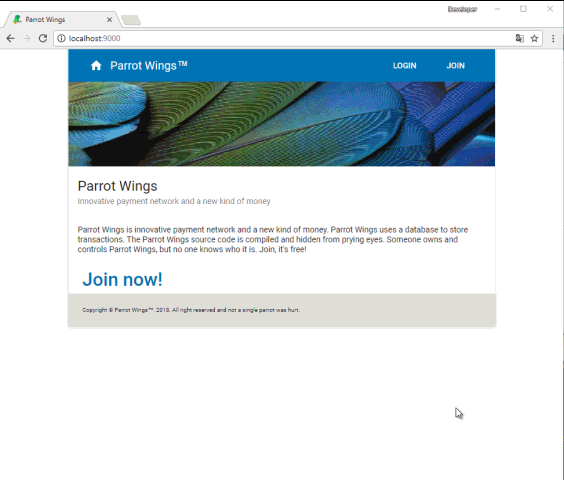 Developer
Parrot Wings
localhost:9000
Parrot Wings™
LOGIN
JOIN
Parrot Wings
Innovative payment network and a new kind of money
Parrot Wings is innovative payment network and a new kind of money. Parrot Wings uses a database to store
transactions. The Parrot Wings source code is compiled and hidden from prying eyes. Someone owns and
controls Parrot Wings, but no one knows who it is. Join, it's free!
Join now!
Copyright © Parrot Wings™. 2018. All right reserved and not a single parrot was hurt.